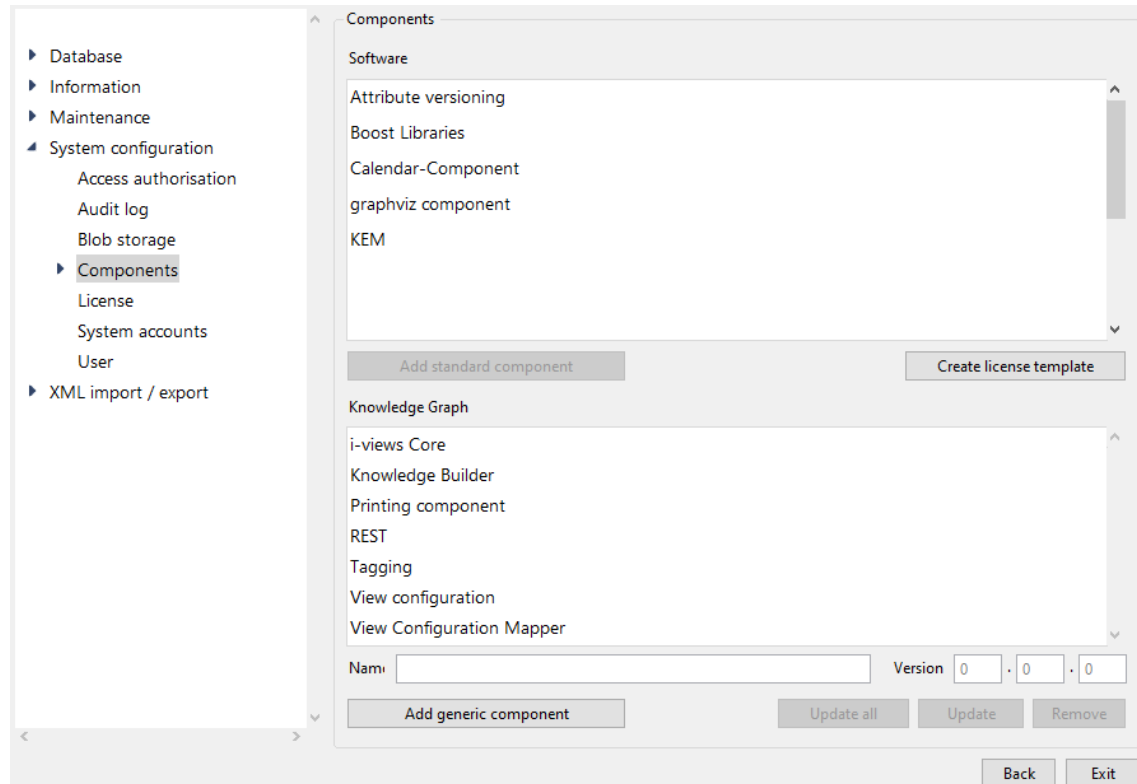 Database
Information
Maintenance
System configuration
Access authorisation
Audit log
Blob storage
Components
License
System accounts
User
XML import / export
Components
Software
Attribute versioning
Boost Libraries
Calendar-Component
graphviz component
KEM
Add standard component
Create license template
Knowledge Graph
i-views Core
Knowledge Builder
Printing component
REST
Tagging
View configuration
View Configuration Mapper
Name Version 0 . 0 . 0
Add generic component Update all Update Remove
Back Exit